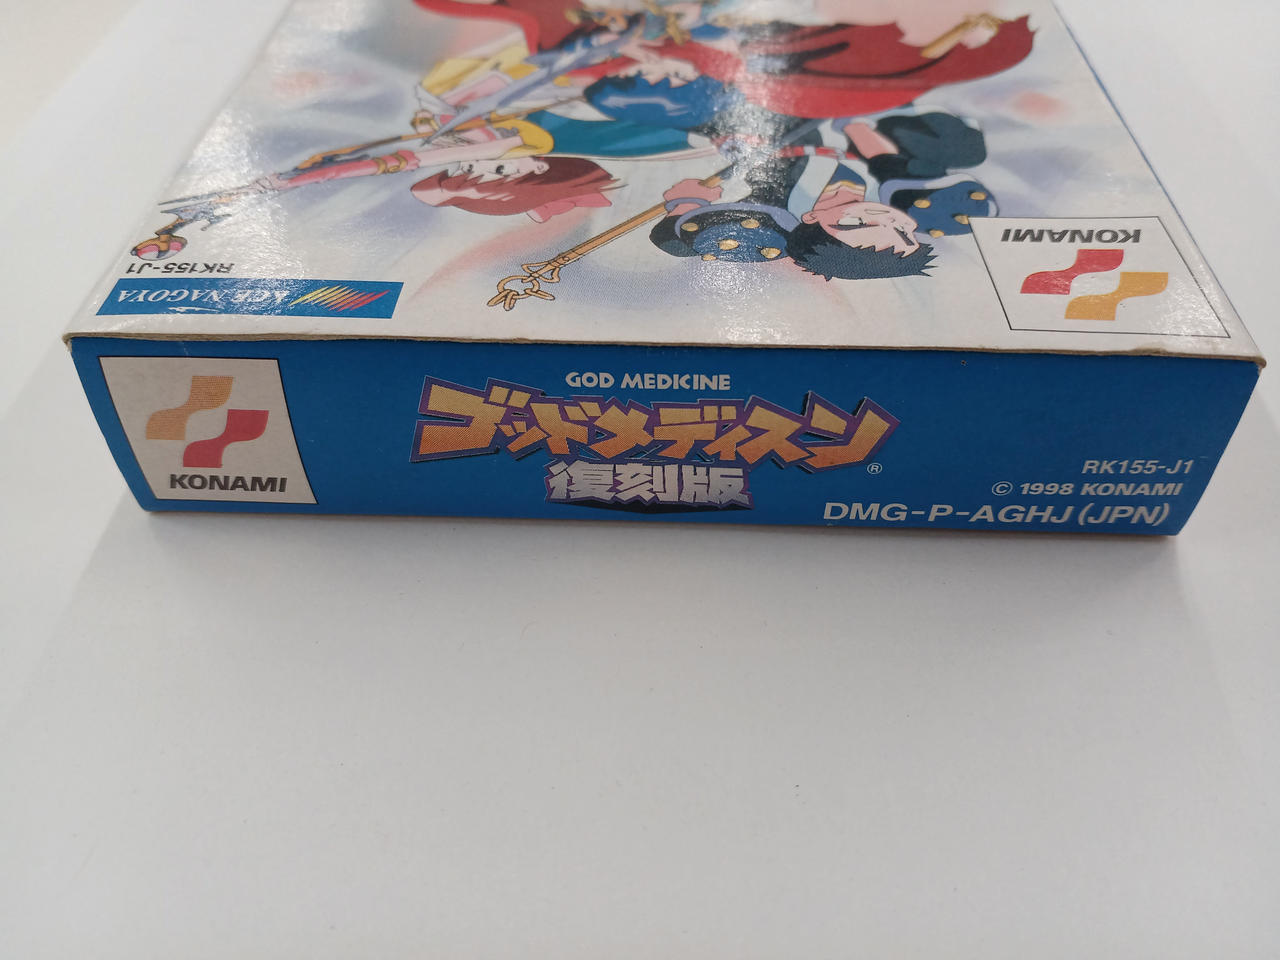 KONAMI
RK155-J1
ACE NAGOYA
KONAMI
GOD MEDICINE
ゴッドメディスン
復刻版
®
RK155-J1
© 1998 KONAMI
DMG-P-AGHJ (JPN)